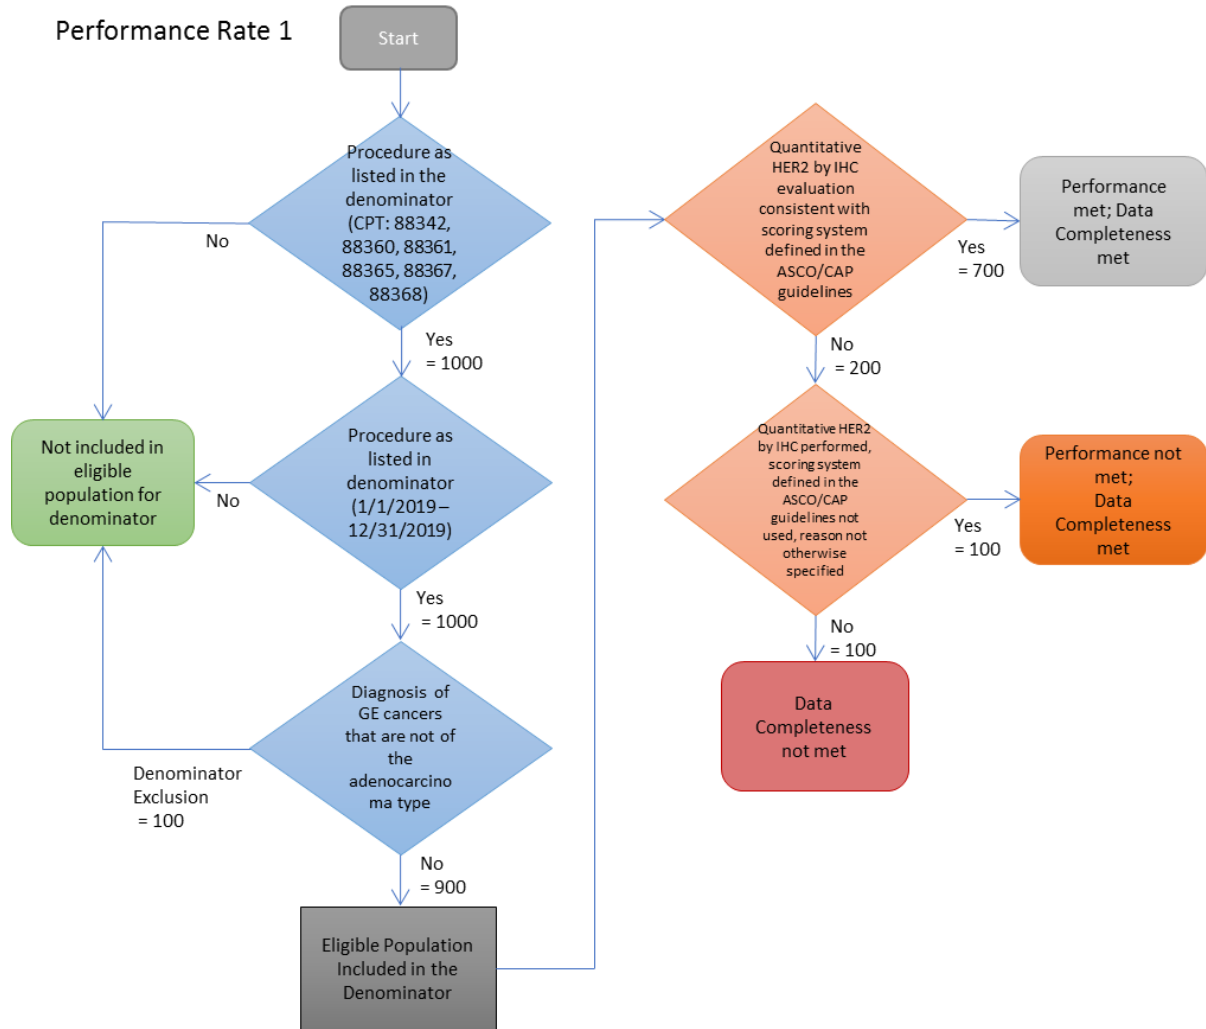 Performance Rate 1
Start
Procedure as
listed in the
denominator
(CPT: 88342,
88360, 88361,
88365, 88367,
88368)
No
Yes
= 1000
Not included in
eligible
population for
denominator
Procedure as
listed in
denominator
(1/1/2019 –
12/31/2019)
No
Yes
= 1000
Diagnosis of
GE cancers
that are not of
the
adenocarcino
ma type
Denominator
Exclusion
= 100
No
= 900
Eligible Population
Included in the
Denominator
Quantitative
HER2 by IHC
evaluation
consistent with
scoring system
defined in the
ASCO/CAP
guidelines
Yes
= 700
Performance
met; Data
Completeness
met
No
= 200
Quantitative HER2
by IHC performed,
scoring system
defined in the
ASCO/CAP
guidelines not
used, reason not
otherwise
specified
Yes
= 100
Performance not
met;
Data
Completeness
met
No
= 100
Data
Completeness
not met